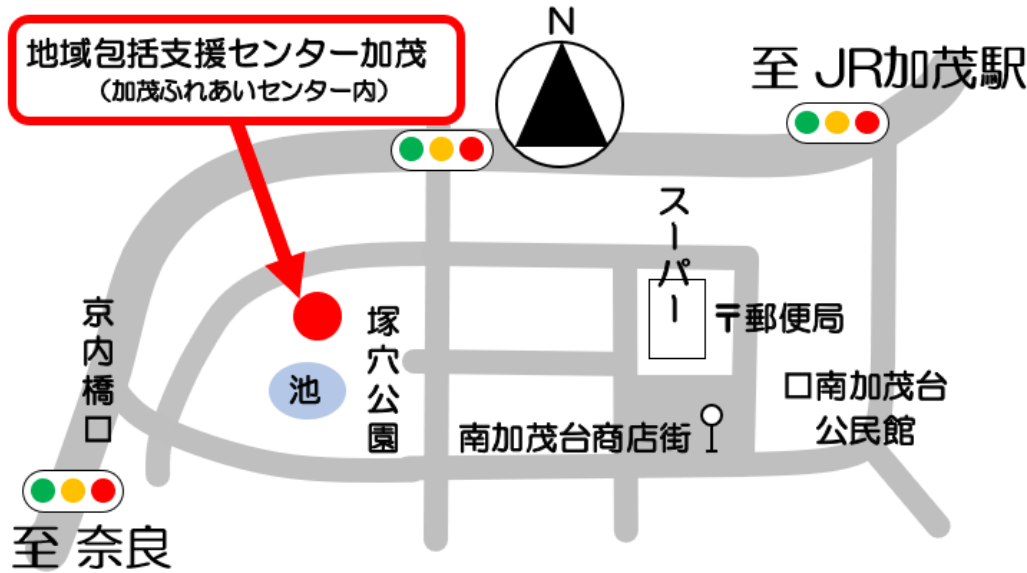 地域包括支援センター加茂
（加茂ふれあいセンター内）
N
至 JR加茂駅
スーパー
〒郵便局
京内橋口
塚穴公園
池
口南加茂台
公民館
南加茂台商店街
至 奈良